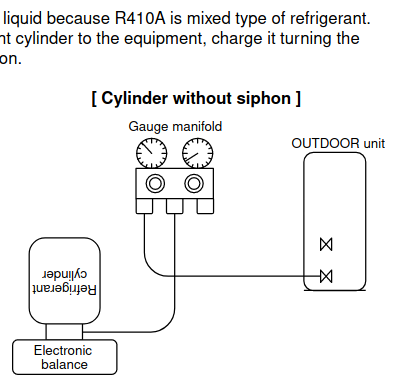 liquid because R410A is mixed type of refrigerant.
nt cylinder to the equipment, charge it turning the
on.
[ Cylinder without siphon ]
Gauge manifold
OUTDOOR unit
Refrigerant
cylinder
Electronic
balance